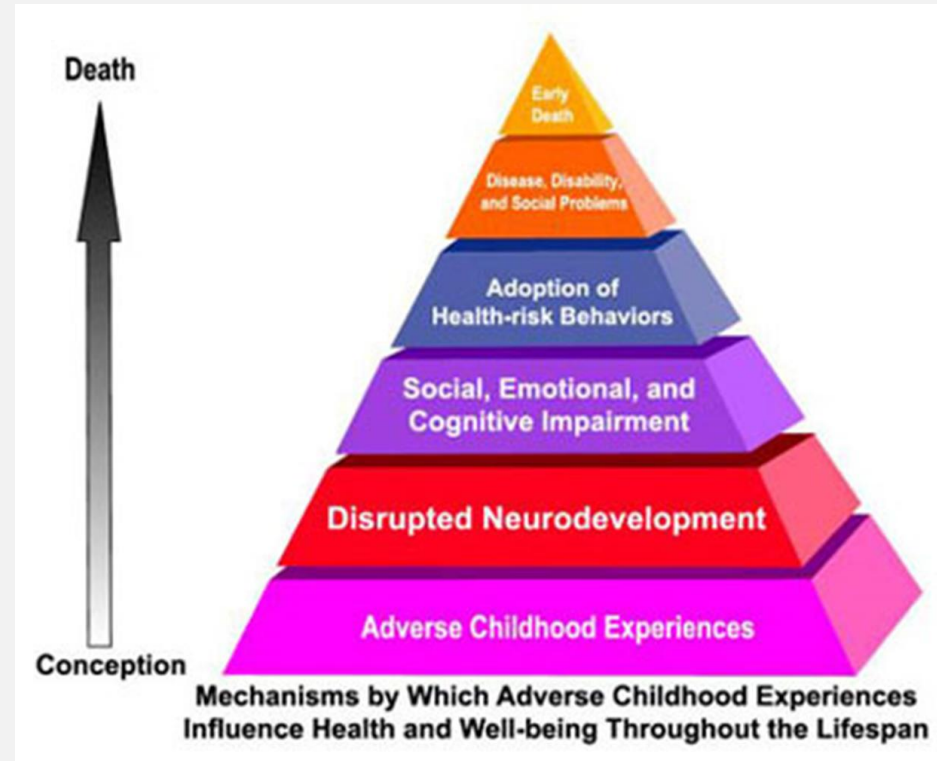 Death
Early
Death
Disease, Disability,
and Social Problems
Adoption of
Health-risk Behaviors
Social, Emotional, and
Cognitive Impairment
Disrupted Neurodevelopment
Adverse Childhood Experiences
Conception
Mechanisms by Which Adverse Childhood Experiences
Influence Health and Well-being Throughout the Lifespan